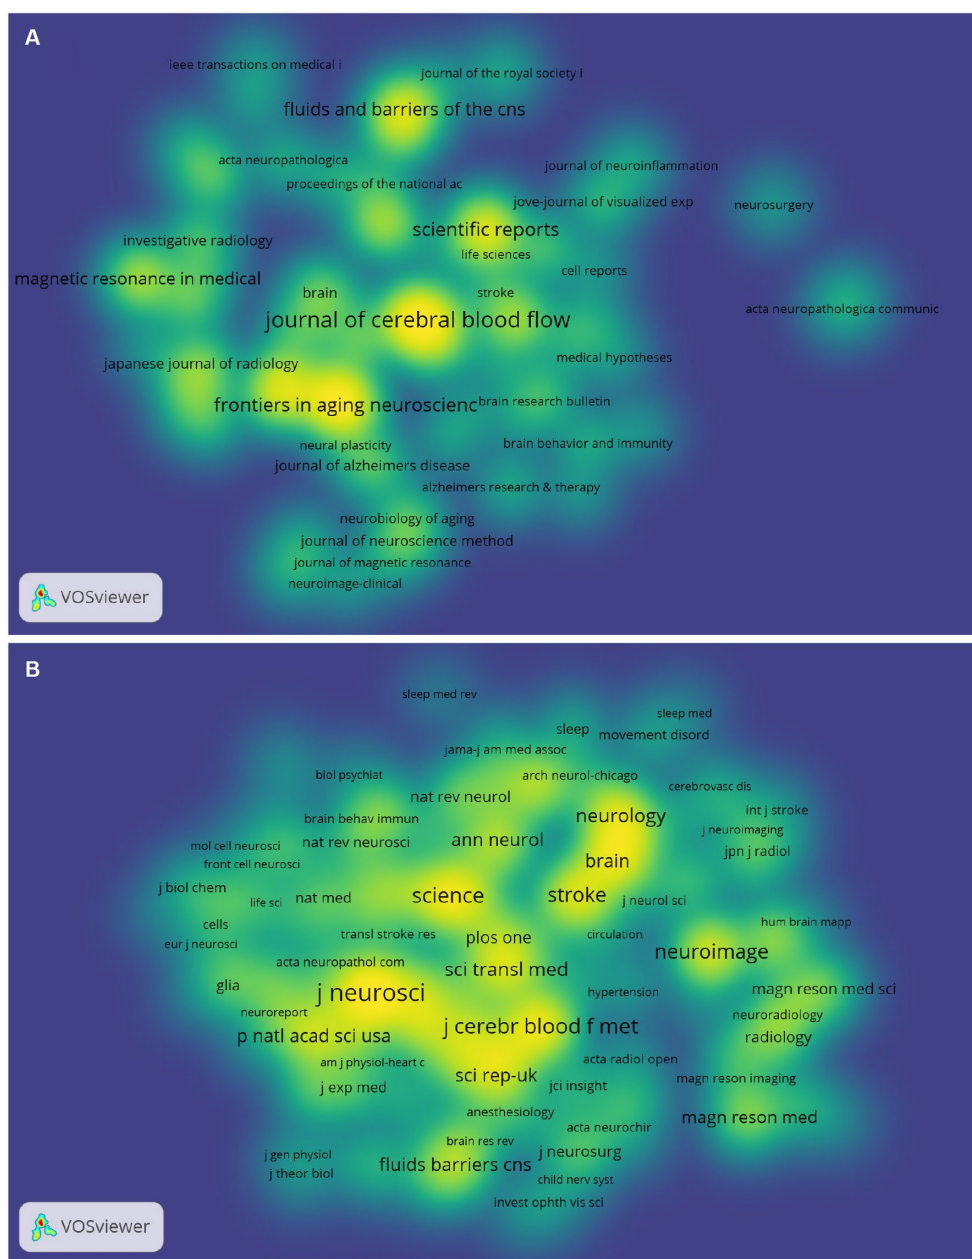 A
ieee transactions on medical i
journal of the royal society i
fluids and barriers of the cns
acta neuropathologica
journal of neuroinflammation
proceedings of the national ac
jove-journal of visualized exp
neurosurgery
scientific reports
investigative radiology
life sciences
magnetic resonance in medical
cell reports
brain
stroke
acta neuropathologica communic
journal of cerebral blood flow
medical hypotheses
japanese journal of radiology
frontiers in aging neuroscienc
brain research bulletin
neural plasticity
brain behavior and immunity
journal of alzheimers disease
alzheimers research & therapy
neurobiology of aging
journal of neuroscience method
journal of magnetic resonance
neuroimage-clinical
VOSviewer
B
sleep med rev
sleep med
sleep
movement disord
jama-j am med assoc
biol psychiat
arch neurol-chicago
cerebrovasc dis
nat rev neurol
int j stroke
brain behav immun
neurology
j neuroimaging
mol cell neurosci
nat rev neurosci
ann neurol
jpn j radiol
front cell neurosci
brain
j biol chem
life sci
nat med
science
stroke
j neurol sci
cells
hum brain mapp
eur j neurosci
transl stroke res
plos one
circulation
neuroimage
acta neuropathol com
sci transl med
glia
j neurosci
hypertension
magn reson med sci
neuroreport
neuroradiology
p natl acad sci usa
j cerebr blood f met
radiology
am j physiol-heart c
acta radiol open
j exp med
sci rep-uk
jci insight
magn reson imaging
anesthesiology
magn reson med
acta neurochir
brain res rev
j gen physiol
j neurosurg
j theor biol
fluids barriers cns
child nerv syst
invest ophth vis sci
VOSviewer